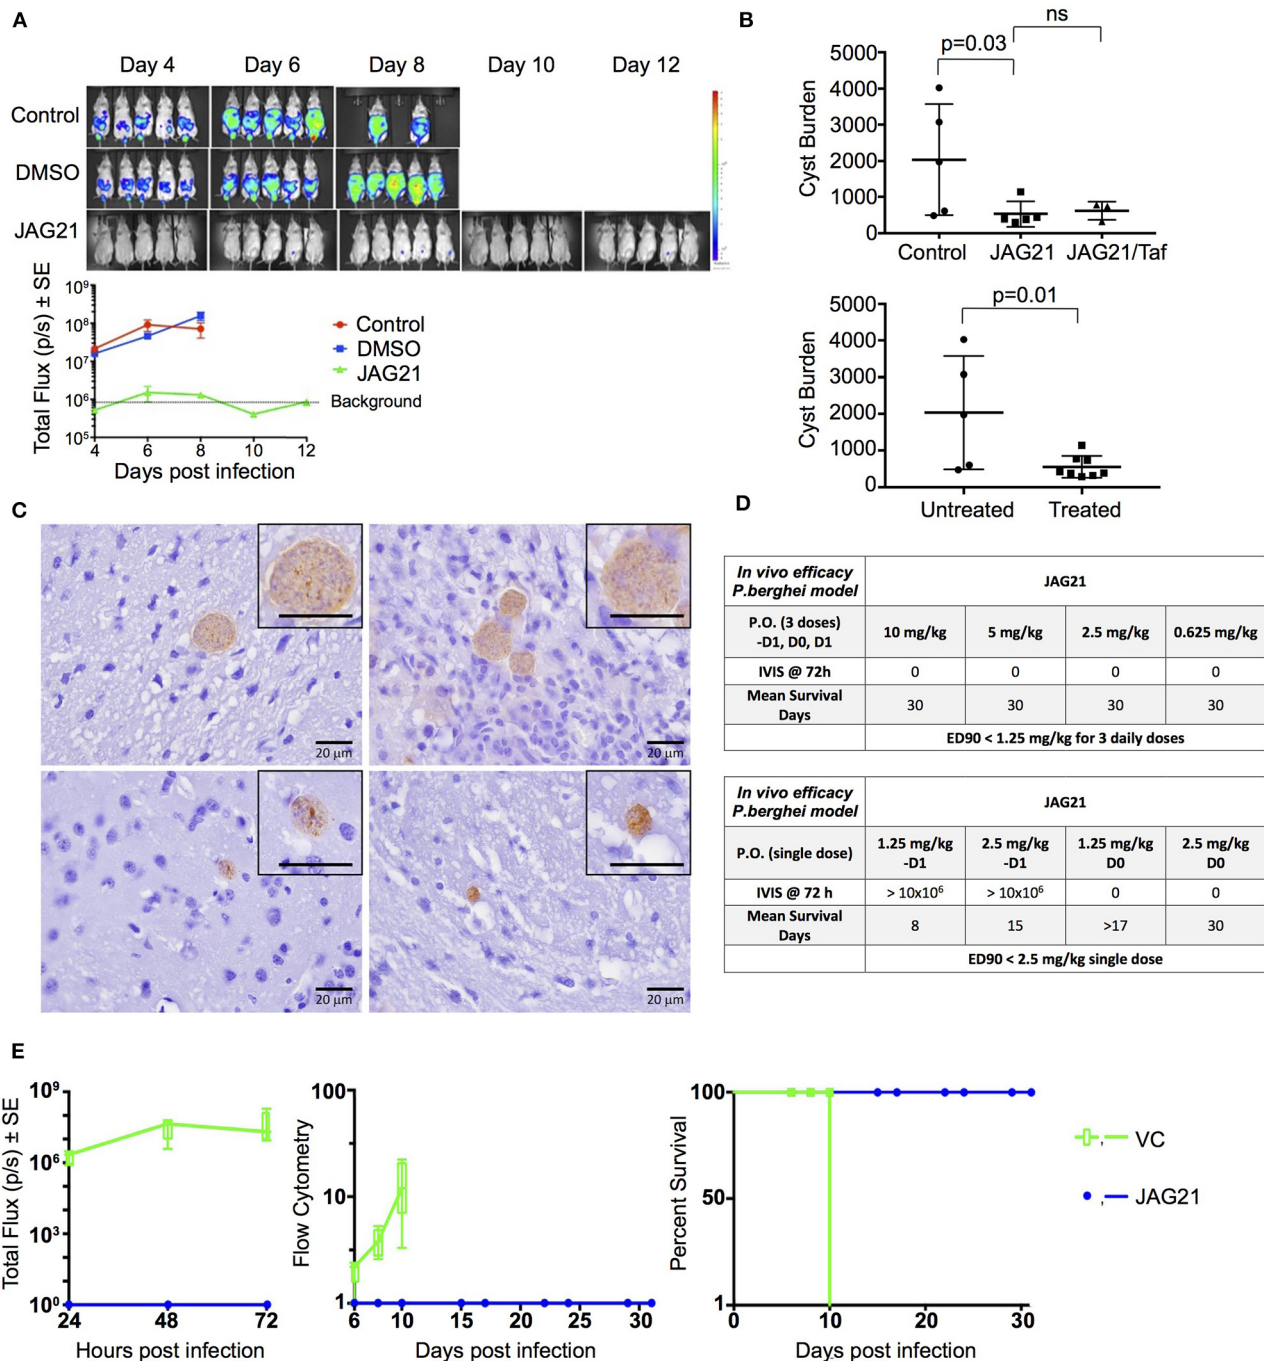 A
Day 4 Day 6 Day 8 Day 10 Day 12
Control
DMSO
JAG21
Total Flux (p/s) ± SE
10⁹
10⁸
10⁷
10⁶
10⁵
4 6 8 10 12
Days post infection
Control
DMSO
JAG21
Background
B
ns
p=0.03
Cyst Burden
5000
4000
3000
2000
1000
0
Control JAG21 JAG21/Taf
p=0.01
Cyst Burden
5000
4000
3000
2000
1000
0
Untreated Treated
C
20 µm
20 µm
20 µm
20 µm
D
In vivo efficacy
P.berghei model
JAG21
P.O. (3 doses)
-D1, D0, D1
10 mg/kg 5 mg/kg 2.5 mg/kg 0.625 mg/kg
IVIS @ 72h 0 0 0 0
Mean Survival
Days
30 30 30 30
ED90 < 1.25 mg/kg for 3 daily doses
In vivo efficacy
P.berghei model
JAG21
P.O. (single dose)
1.25 mg/kg 2.5 mg/kg 1.25 mg/kg 2.5 mg/kg
-D1 -D1 D0 D0
IVIS @ 72 h > 10x10⁶ > 10x10⁶ 0 0
Mean Survival
Days
8 15 >17 30
ED90 < 2.5 mg/kg single dose
E
Total Flux (p/s) ± SE
10⁹
10⁶
10³
10⁰
24 48 72
Hours post infection
Flow Cytometry
100
10
1
6 10 15 20 25 30
Days post infection
Percent Survival
100
50
1
0 10 20 30
Days post infection
, VC
, JAG21